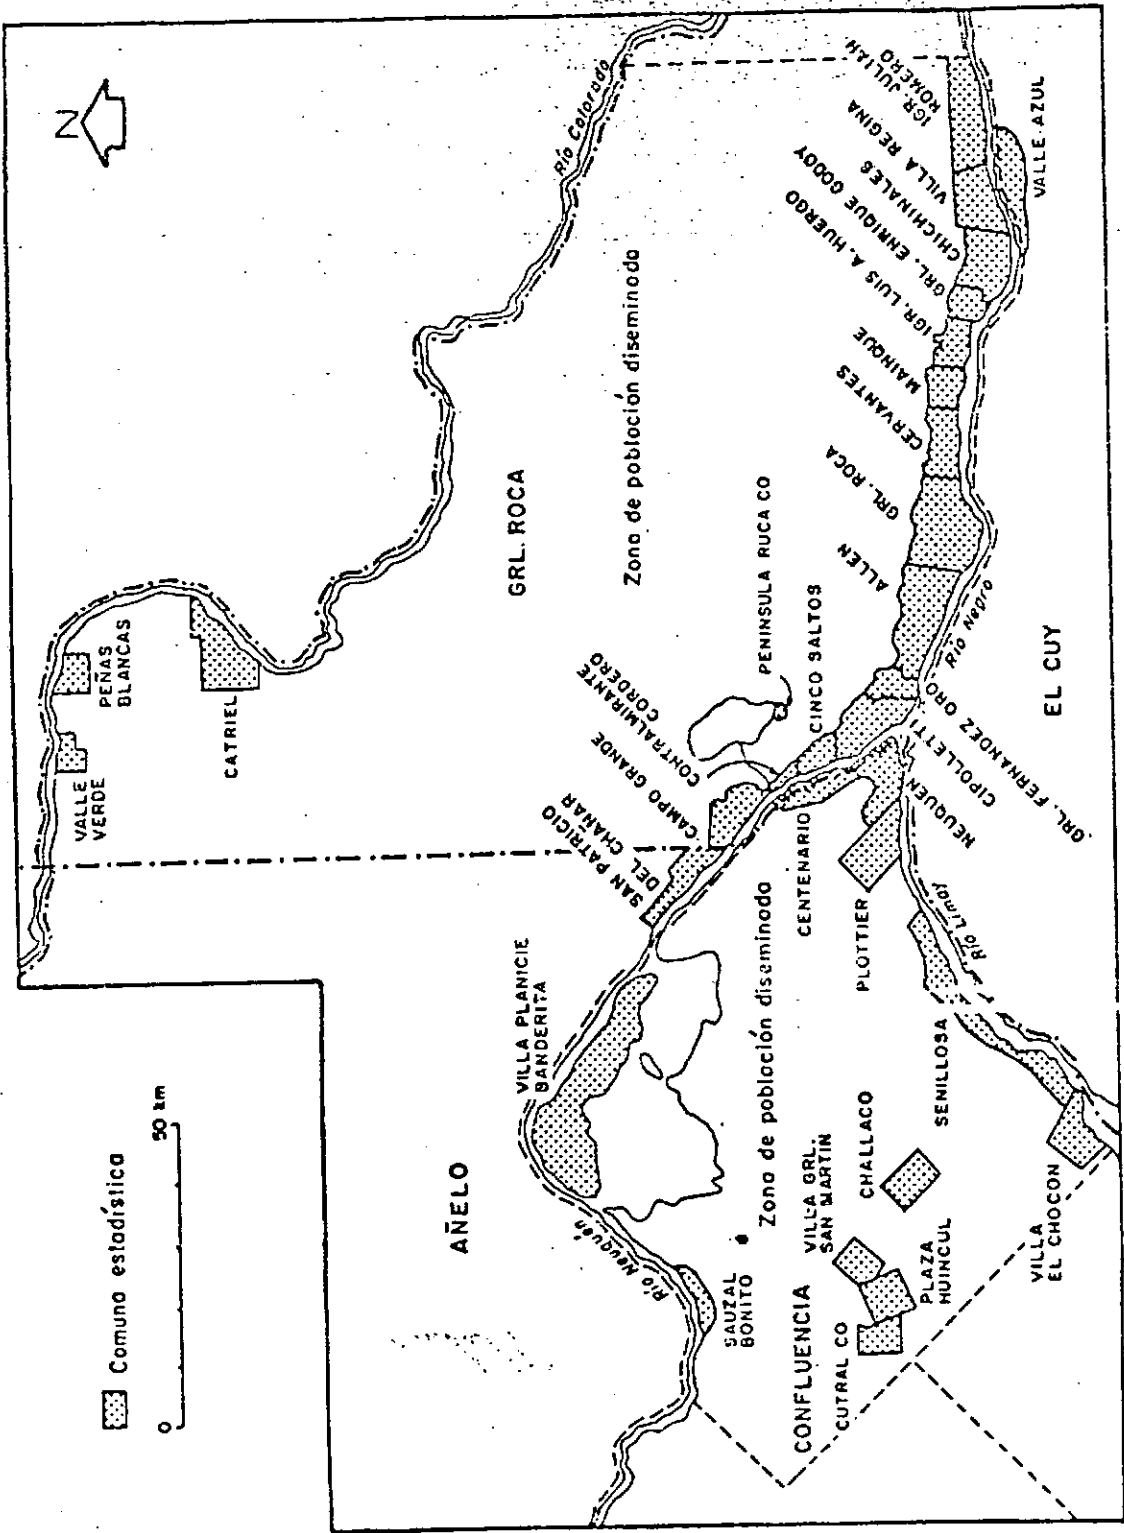 N
Río Colorado
PEÑAS
BLANCAS
VALLE
VERDE
CATRIEL
GRL. ROCA
Zona de población diseminado
IGR. JULIAN
ROMERO
VILLA REGINA
CHICHINALES
GRL. ENRIQUE GODOY
IGR. LUIS A. HUERGO
MAINQUE
CERVANTES
GRL. ROCA
ALLEN
VALLE AZUL
PENINSULA RUCA CO
CINCO SALTOS
CONTRALMIRANTE
CORDERO
CAMPO GRANDE
SAN PATRICIO
DEL CHAÑAR
Río Negro
EL CUY
GRL. FERNANDEZ ORO
CIPOLLETTI
NEUQUEN
CENTENARIO
PLOTTIER
Río Limay
VILLA PLANICIE
BANDERITA
Zona de población diseminado
SENILLOSA
CHALLACO
VILLA GRL.
SAN MARTIN
PLAZA
HUINCUL
VILLA
EL CHOCON
CUTRAL CO
CONFLUENCIA
SAUZAL
BONITO
Río Neuquén
AÑELO
Comuna estadística
0
50 km